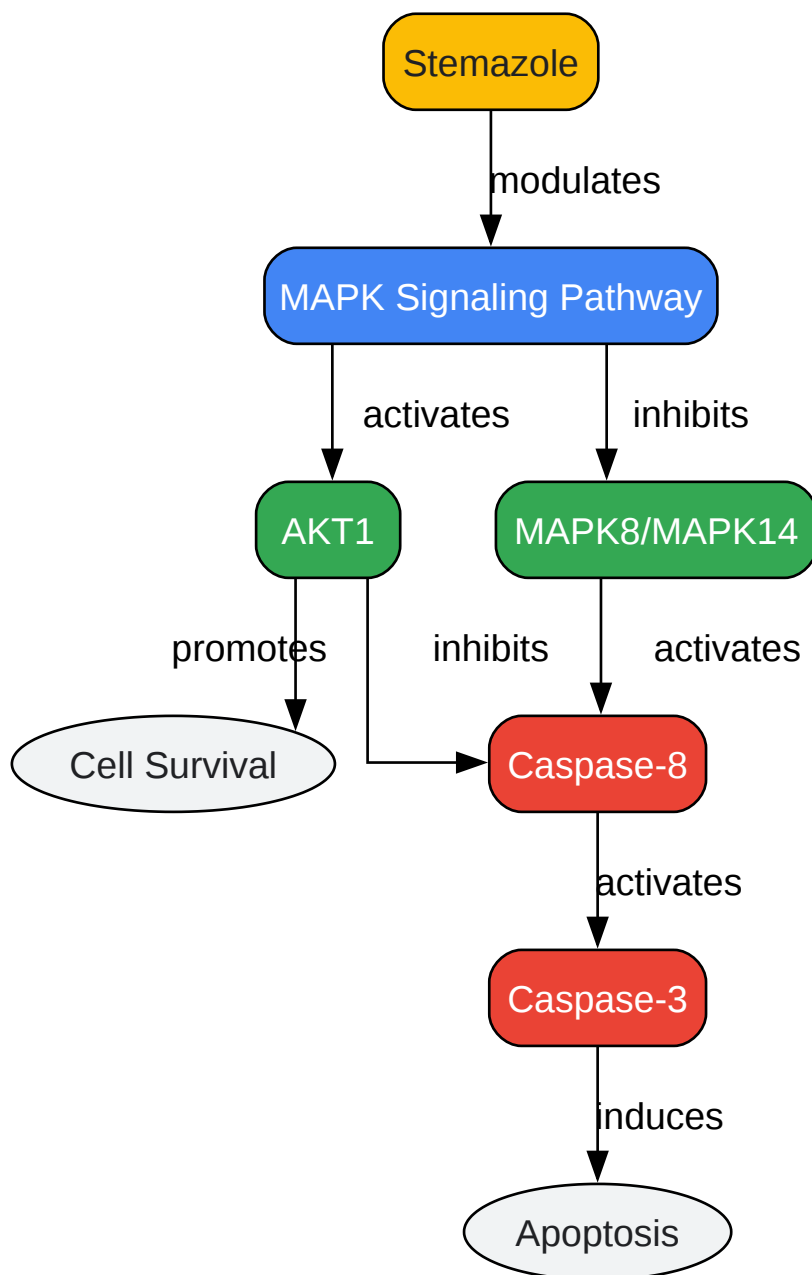 Stemazole
modulates
MAPK Signaling Pathway
activates
inhibits
AKT1
MAPK8/MAPK14
promotes
inhibits
activates
Cell Survival
Caspase-8
activates
Caspase-3
induces
Apoptosis